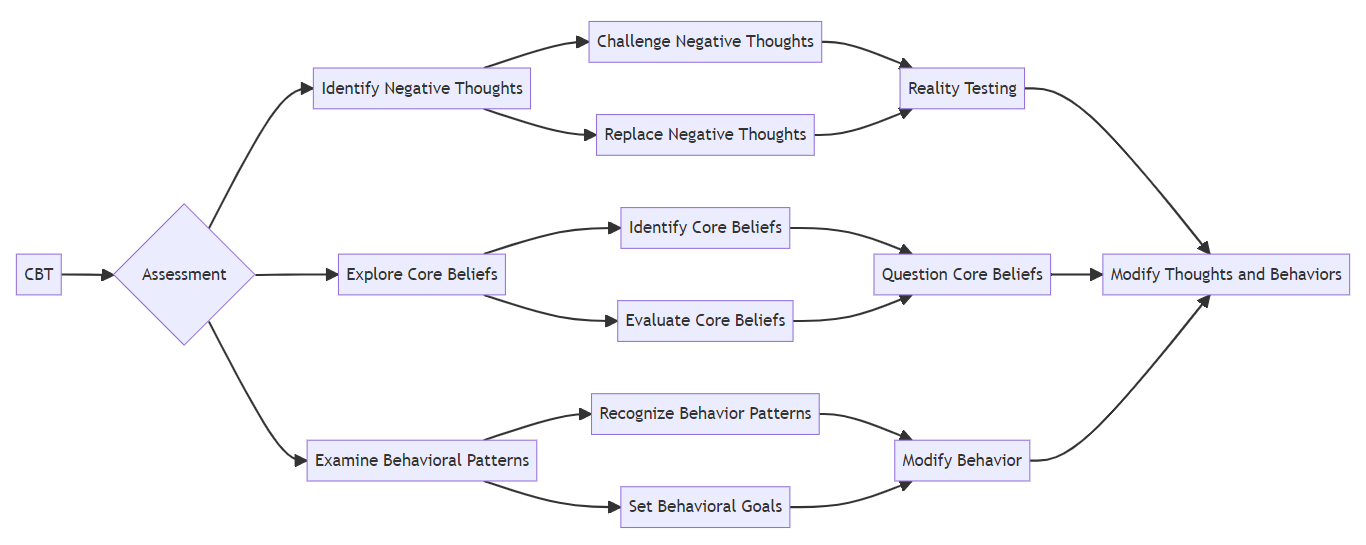 CBT
Assessment
Identify Negative Thoughts
Explore Core Beliefs
Examine Behavioral Patterns
Challenge Negative Thoughts
Replace Negative Thoughts
Identify Core Beliefs
Evaluate Core Beliefs
Recognize Behavior Patterns
Set Behavioral Goals
Reality Testing
Question Core Beliefs
Modify Behavior
Modify Thoughts and Behaviors